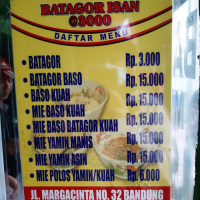 BATAGOR ISAN
@3000
DAFTAR MENU
• BATAGOR Rp. 3.000
• BATAGOR BASO Rp. 15.000
• BASO KUAH Rp. 15.000
• MIE BASO KUAH Rp. 15.000
• MIE BASO BATAGOR KUAH Rp. 15.000
• MIE YAMIN MANIS Rp. 15.000
• MIE YAMIN ASIN Rp. 15.000
• MIE POLOS YAMIN/KUAH Rp. 6.000
JL. MARGACINTA NO. 32 BANDUNG